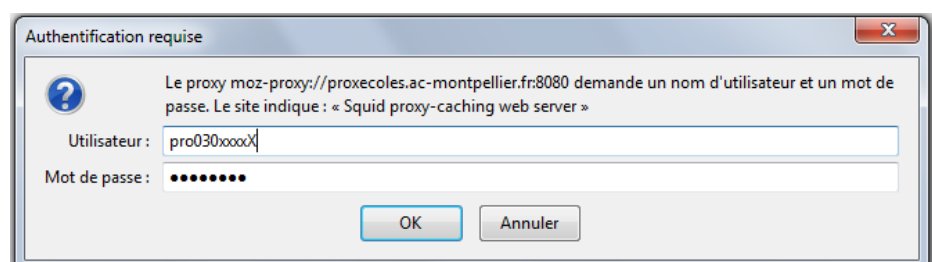 Authentification requise
Le proxy moz-proxy://proxecoles.ac-montpellier.fr:8080 demande un nom d'utilisateur et un mot de
passe. Le site indique : « Squid proxy-caching web server »
Utilisateur : pro030xxxxX
Mot de passe : ••••••••
OK Annuler